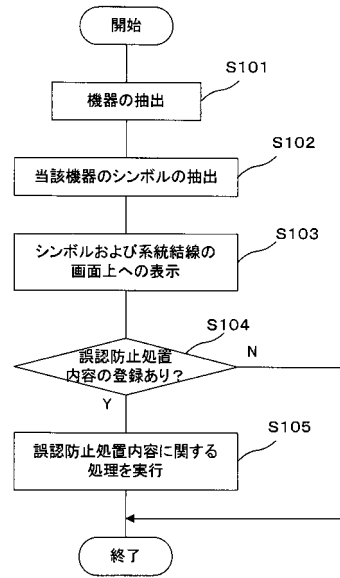 開始
S101
機器の抽出
S102
当該機器のシンボルの抽出
S103
シンボルおよび系統結線の
画面上への表示
S104
誤認防止処置
内容の登録あり？
N
Y
S105
誤認防止処置内容に関する
処理を実行
終了